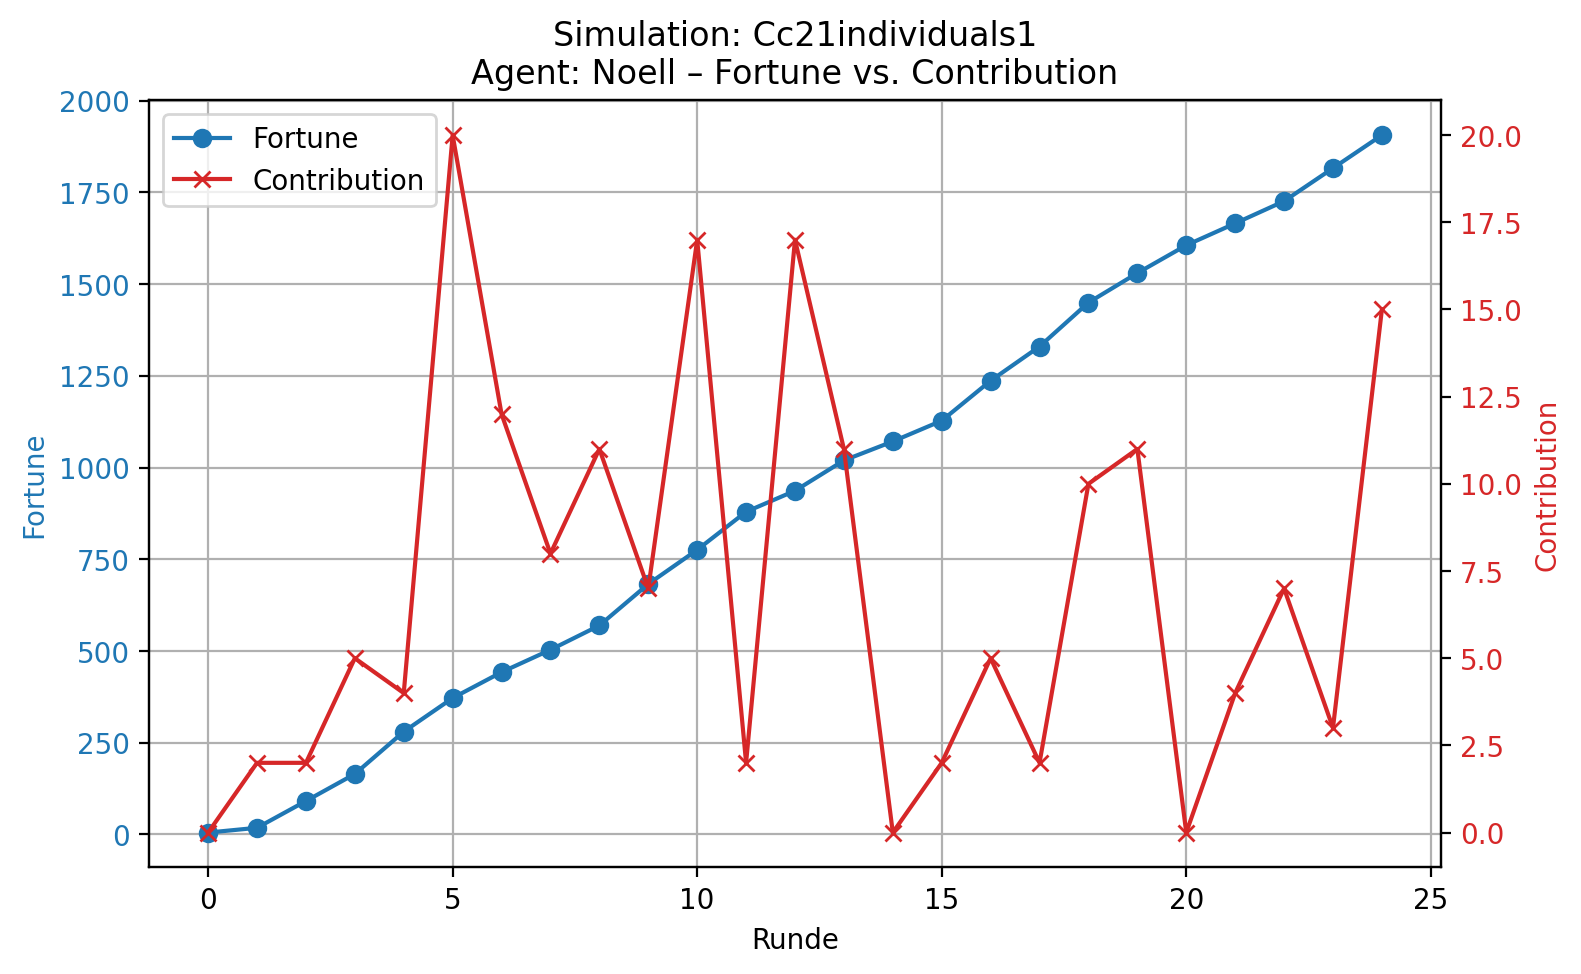 Simulation: Cc21individuals1
Agent: Noell – Fortune vs. Contribution
Fortune
Contribution
2000
1750
1500
1250
1000
750
500
250
0
Fortune
20.0
17.5
15.0
12.5
10.0
7.5
5.0
2.5
0.0
Contribution
0 5 10 15 20 25
Runde